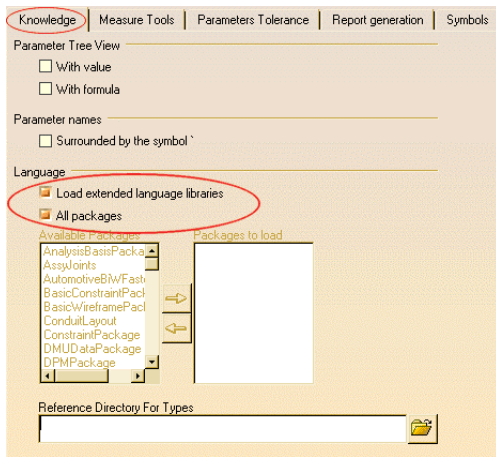 Knowledge Measure Tools Parameters Tolerance Report generation Symbols
Parameter Tree View
With value
With formula
Parameter names
Surrounded by the symbol `
Language
Load extended language libraries
All packages
Available Packages Packages to load
AnalysisBasisPacka
AssyJoints
AutomotiveBiWFast
BasicConstraintPack
BasicWireframePacl
ConduitLayout
ConstraintPackage
DMUDataPackage
DPMPackage
Reference Directory For Types